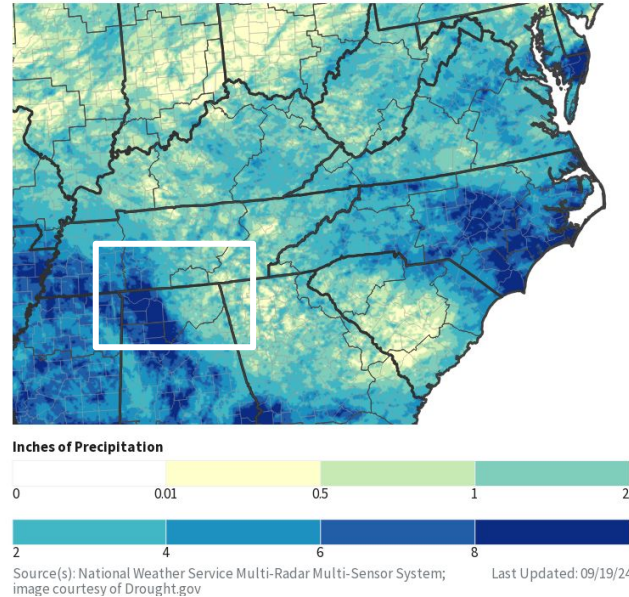 Inches of Precipitation
0 0.01 0.5 1 2
2 4 6 8
Source(s): National Weather Service Multi-Radar Multi-Sensor System; Last Updated: 09/19/24
image courtesy of Drought.gov